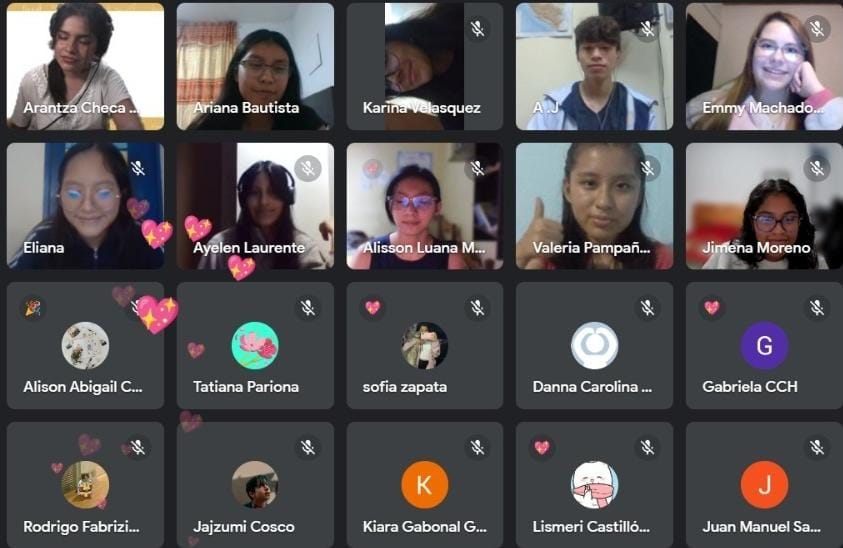 Arantza Checa ...
Ariana Bautista
Karina Velasquez
A .J
Emmy Machado...
Eliana
Ayelen Laurente
Alisson Luana M...
Valeria Pampañ...
Jimena Moreno
Alison Abigail C...
Tatiana Pariona
sofia zapata
Danna Carolina ...
G
Gabriela CCH
Rodrigo Fabrizi...
Jajzumi Cosco
K
Kiara Gabonal G...
Lismeri Castilló...
J
Juan Manuel Sa...